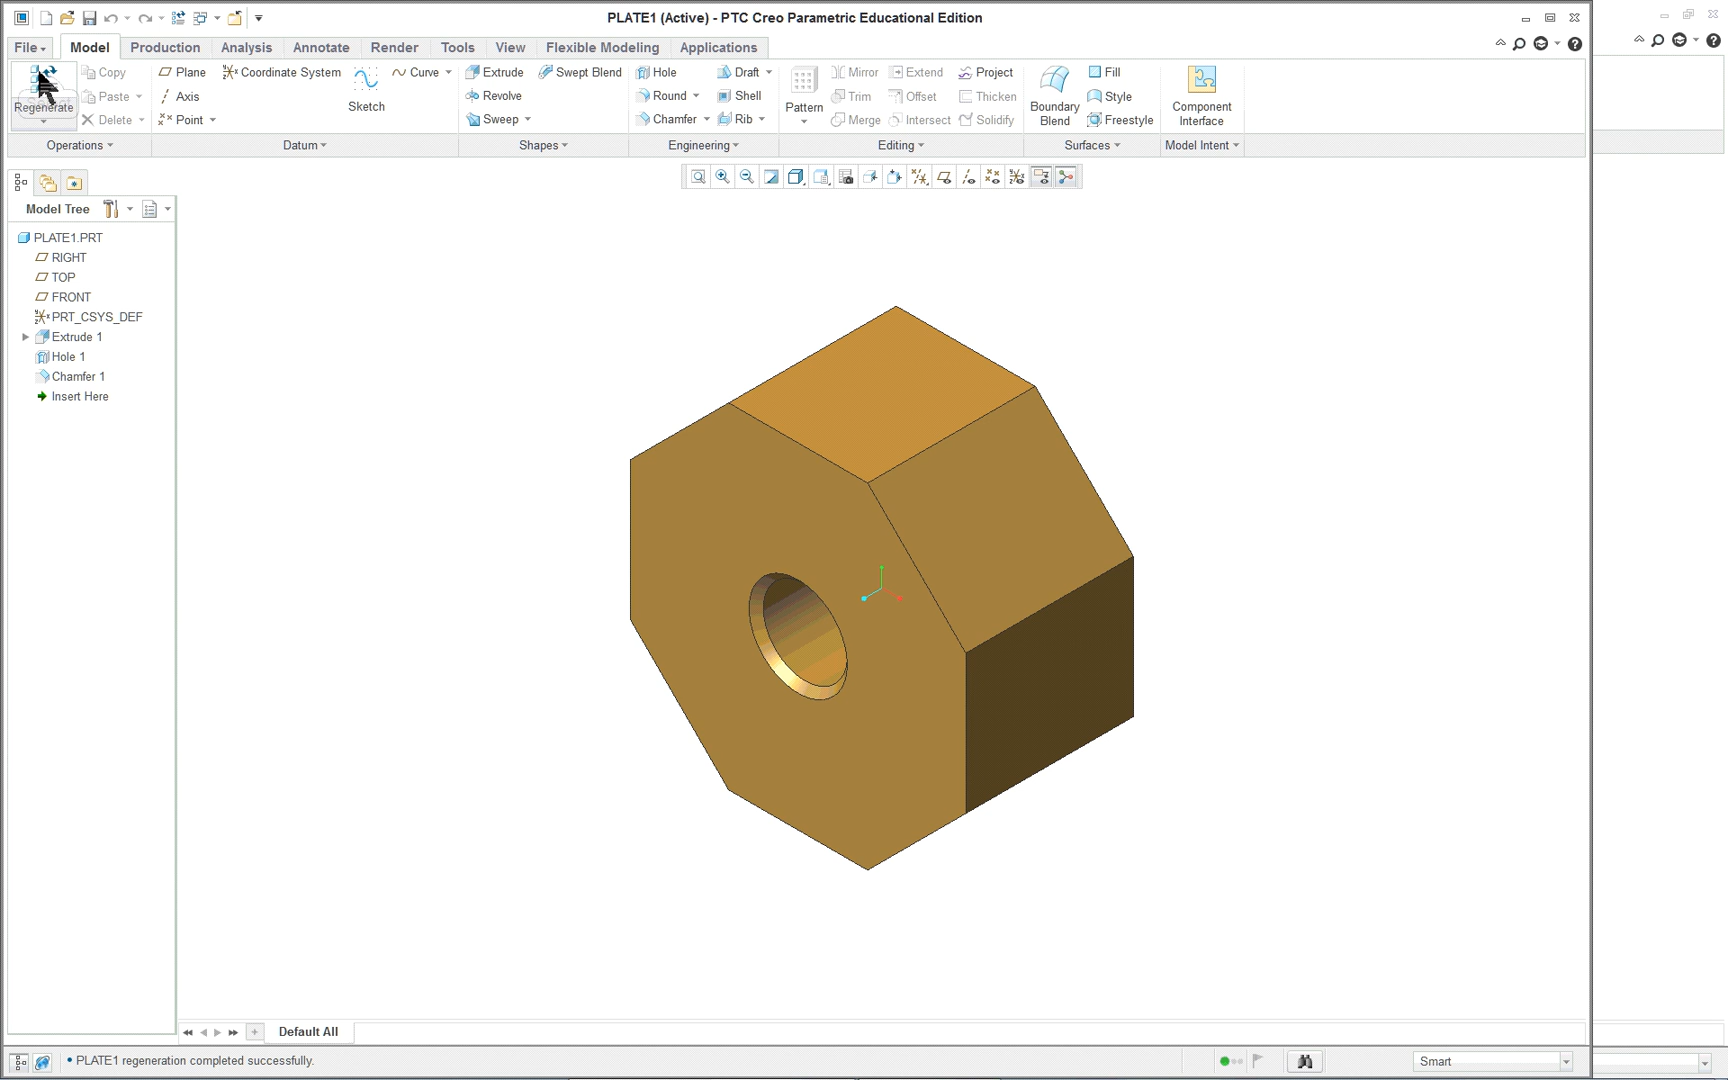 PLATE1 (Active) - PTC Creo Parametric Educational Edition
File Model Production Analysis Annotate Render Tools View Flexible Modeling Applications
Regenerate
Copy
Paste
Delete
Plane
Axis
Point
Coordinate System
Sketch
Curve
Extrude
Revolve
Sweep
Swept Blend
Hole
Round
Chamfer
Draft
Shell
Rib
Pattern
Mirror
Trim
Merge
Extend
Offset
Intersect
Project
Thicken
Solidify
Boundary
Blend
Fill
Style
Freestyle
Component
Interface
Operations Datum Shapes Engineering Editing Surfaces Model Intent
Model Tree
PLATE1.PRT
RIGHT
TOP
FRONT
PRT_CSYS_DEF
Extrude 1
Hole 1
Chamfer 1
Insert Here
Default All
PLATE1 regeneration completed successfully.
Smart